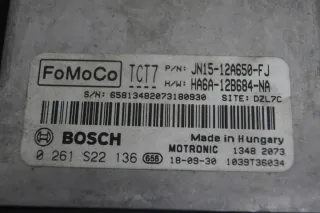 FoMoCo TCT7 P/N: JN15-12A650-FJ
H/W: HA6A-12B684-NA
S/N: 65813482073180930 SITE: DZL7C
BOSCH Made in Hungary
MOTRONIC 1348 2073
0 261 S22 136 656 18-09-30 1039T36034